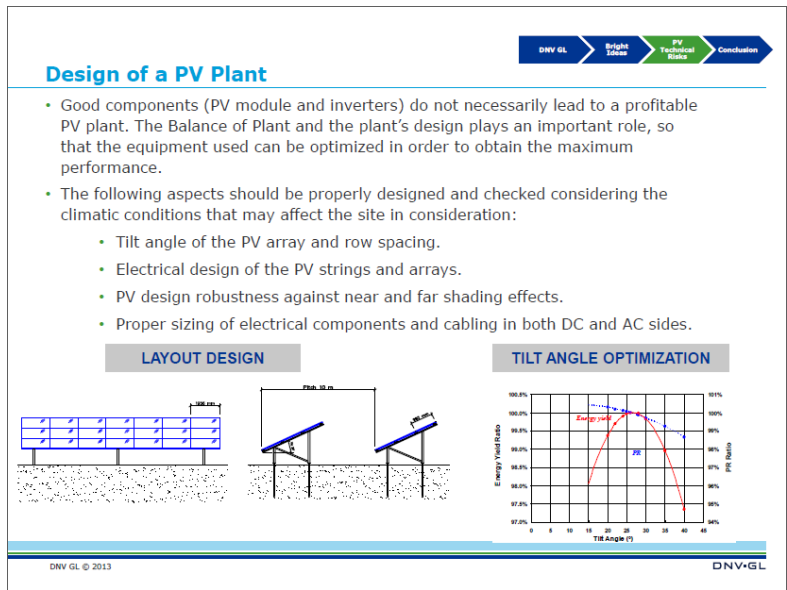 DNV GL
Bright
Ideas
PV
Technical
Risks
Conclusion
Design of a PV Plant
• Good components (PV module and inverters) do not necessarily lead to a profitable
PV plant. The Balance of Plant and the plant's design plays an important role, so
that the equipment used can be optimized in order to obtain the maximum
performance.
• The following aspects should be properly designed and checked considering the
climatic conditions that may affect the site in consideration:
• Tilt angle of the PV array and row spacing.
• Electrical design of the PV strings and arrays.
• PV design robustness against near and far shading effects.
• Proper sizing of electrical components and cabling in both DC and AC sides.
LAYOUT DESIGN
TILT ANGLE OPTIMIZATION
Pitch 10 m
Energy Yield Ratio
100.5%
100.0%
99.5%
99.0%
98.5%
98.0%
97.5%
97.0%
Energy yield
PR
101%
100%
99%
98%
97%
96%
95%
94%
PR Ratio
0 5 10 15 20 25 30 35 40 45
Tilt Angle (º)
DNV GL © 2013
DNV·GL